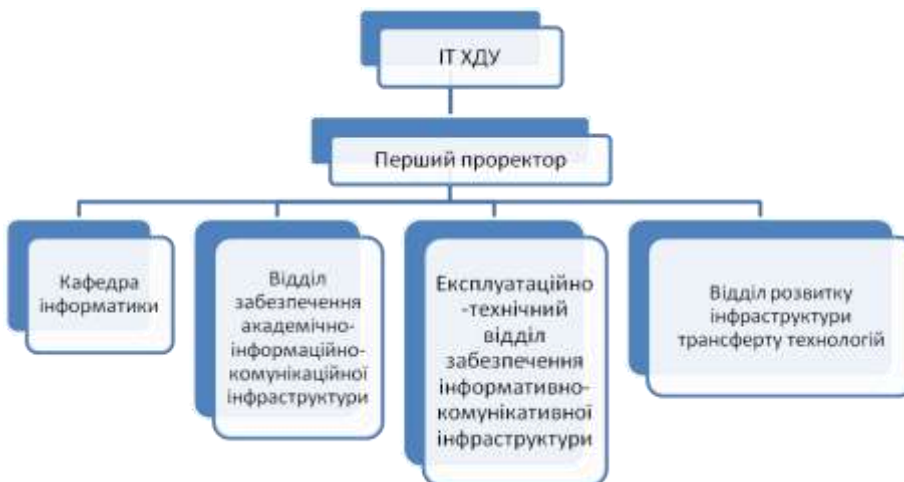 ІТ ХДУ
Перший проректор
Кафедра
інформатики
Відділ
забезпечення
академічно-
інформаційно-
комунікаційної
інфраструктури
Експлуатаційно
-технічний
відділ
забезпечення
інформативно-
комунікативної
інфраструктури
Відділ розвитку
інфраструктури
трансферту технологій